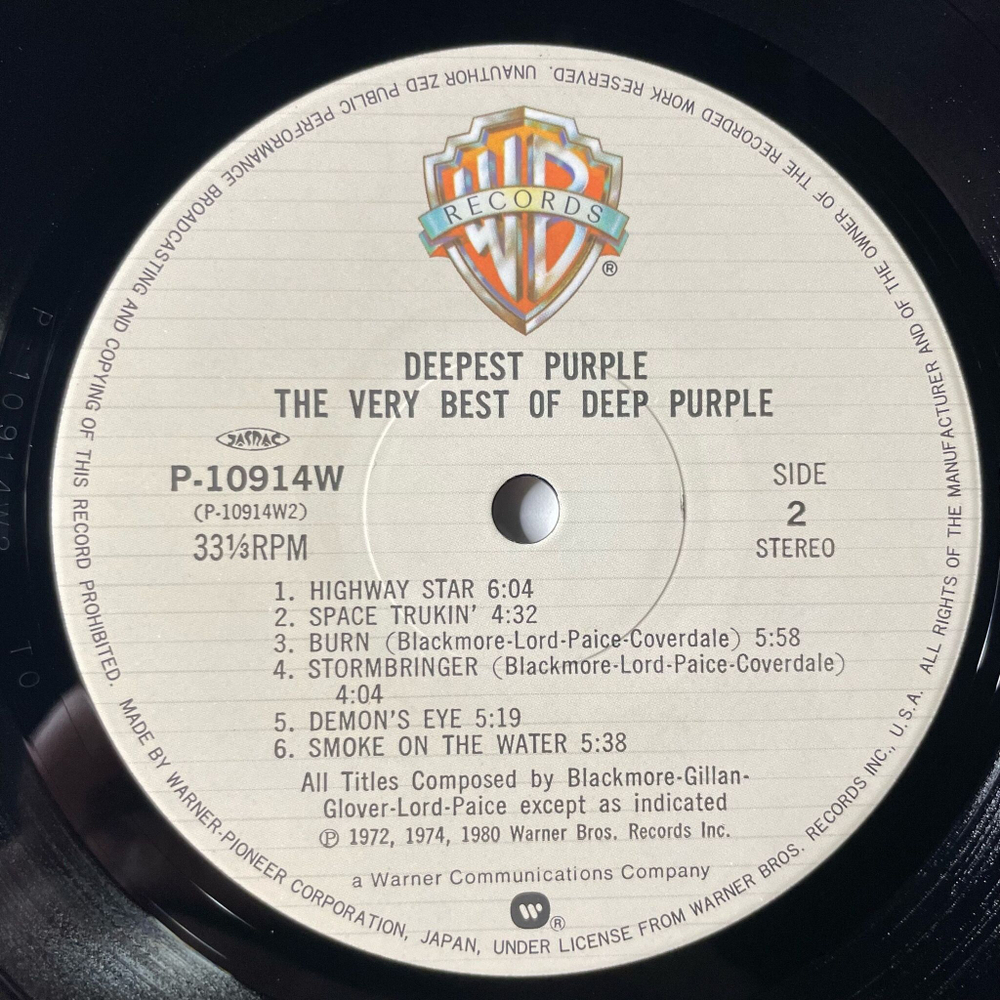 WB
RECORDS
®
DEEPEST PURPLE
THE VERY BEST OF DEEP PURPLE
JASRAC
P-10914W
(P-10914W2)
33⅓RPM
SIDE
2
STEREO
1. HIGHWAY STAR 6:04
2. SPACE TRUKIN' 4:32
3. BURN (Blackmore-Lord-Paice-Coverdale) 5:58
4. STORMBRINGER (Blackmore-Lord-Paice-Coverdale)
4:04
5. DEMON'S EYE 5:19
6. SMOKE ON THE WATER 5:38
All Titles Composed by Blackmore-Gillan-
Glover-Lord-Paice except as indicated
Ⓟ 1972, 1974, 1980 Warner Bros. Records Inc.
a Warner Communications Company
W®
MADE BY WARNER-PIONEER CORPORATION, JAPAN, UNDER LICENSE FROM WARNER BROS. RECORDS INC., U.S.A. ALL RIGHTS OF THE MANUFACTURER AND OF THE OWNER OF THE RECORDED WORK RESERVED. UNAUTHOR ZED PUBLIC PERFORMANCE BROADCASTING AND COPYING OF THIS RECORD PROHIBITED.